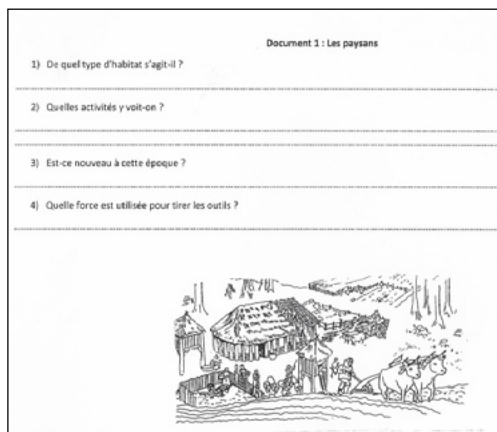 Document 1 : Les paysans
1) De quel type d'habitat s'agit-il ?
2) Quelles activités y voit-on ?
3) Est-ce nouveau à cette époque ?
4) Quelle force est utilisée pour tirer les outils ?